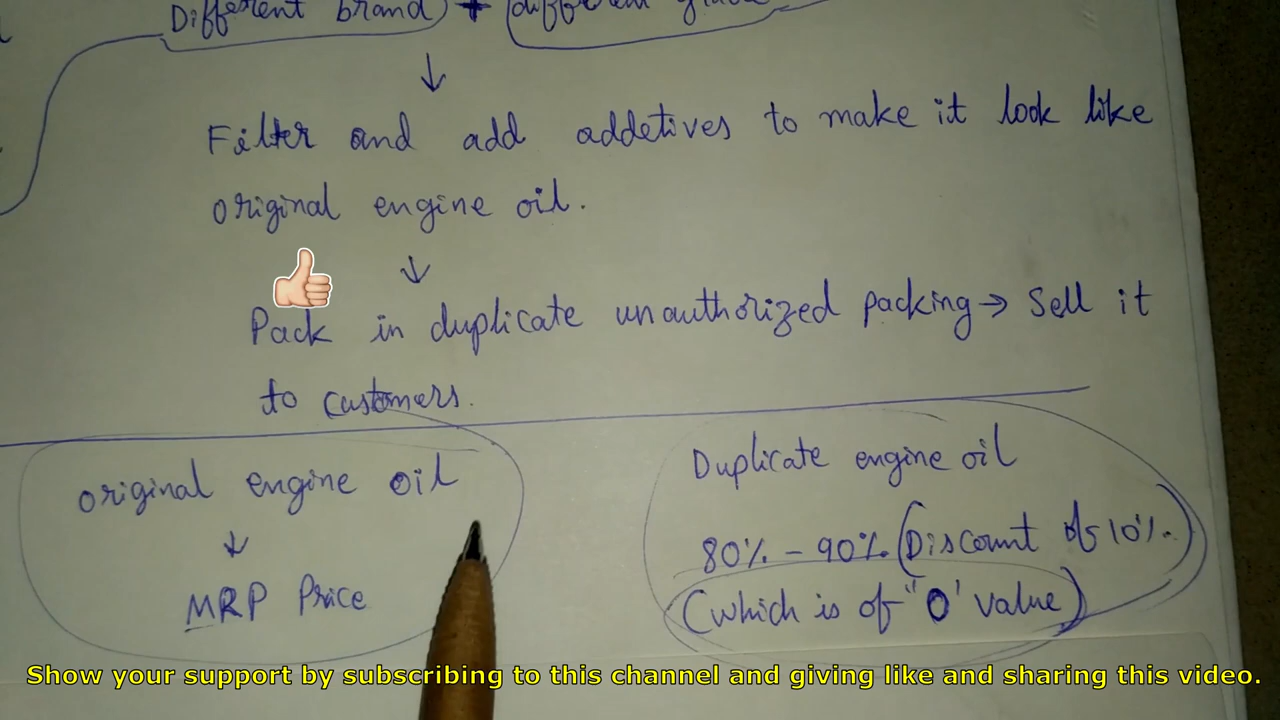 Different brand + different
Filter and add addetives to make it look like
original engine oil.
Pack in duplicate unauthorized packing → Sell it
to customers.
original engine oil
MRP Price
Duplicate engine oil
80% - 90% (Discount of 10%.)
(which is of "0' value)
Show your support by subscribing to this channel and giving like and sharing this video.